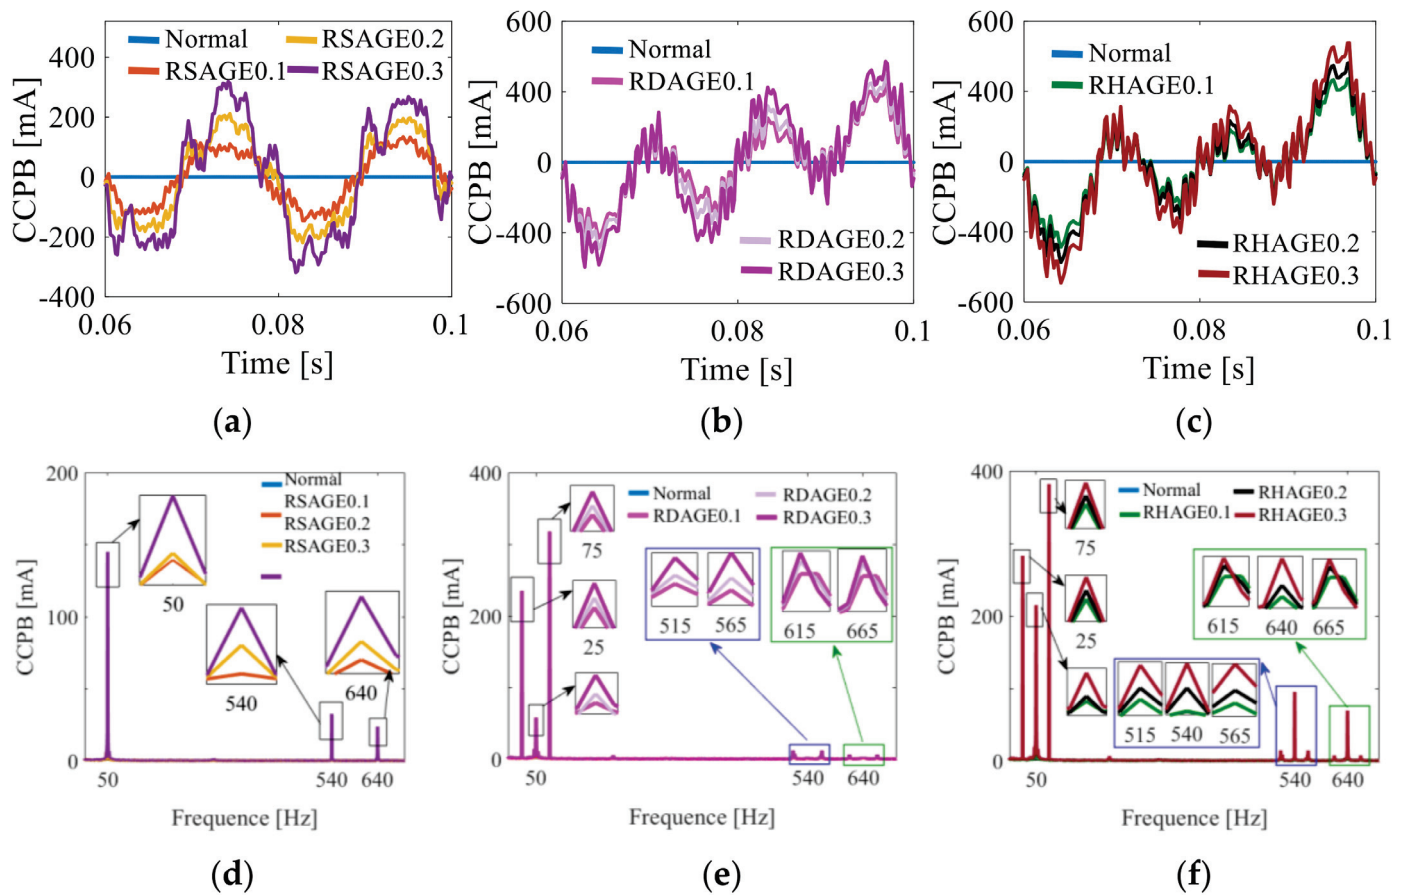 400
200
0
-200
-400
CCPB [mA]
Normal
RSAGE0.1
RSAGE0.2
RSAGE0.3
0.06
0.08
0.1
Time [s]
(a)
600
400
0
-400
-600
CCPB [mA]
Normal
RDAGE0.1
RDAGE0.2
RDAGE0.3
0.06
0.08
0.1
Time [s]
(b)
600
400
0
-400
-600
CCPB [mA]
Normal
RHAGE0.1
RHAGE0.2
RHAGE0.3
0.06
0.08
0.1
Time [s]
(c)
200
100
0
CCPB [mA]
Normal
RSAGE0.1
RSAGE0.2
RSAGE0.3
50
540
640
50
540
640
Frequence [Hz]
(d)
400
200
0
CCPB [mA]
Normal
RDAGE0.1
RDAGE0.2
RDAGE0.3
75
25
515
565
615
665
50
540
640
Frequence [Hz]
(e)
400
200
0
CCPB [mA]
Normal
RHAGE0.1
RHAGE0.2
RHAGE0.3
75
25
615
640
665
515
540
565
50
540
640
Frequence [Hz]
(f)